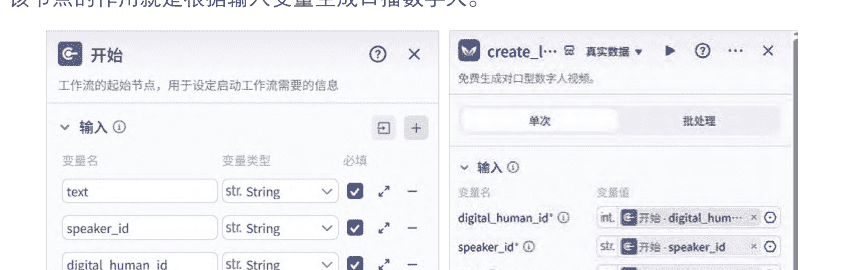 该节点的作用就是根据输入变量生成口播数字人。
开始
工作流的起始节点，用于设定启动工作流需要的信息
输入
变量名 变量类型 必填
text str. String
speaker_id str. String
digital_human_id str. String
create_l··· 真实数据
免费生成对口型数字人视频。
单次 批处理
输入
变量名 变量值
digital_human_id* int. 开始 - digital_hum···
speaker_id* str. 开始 - speaker_id